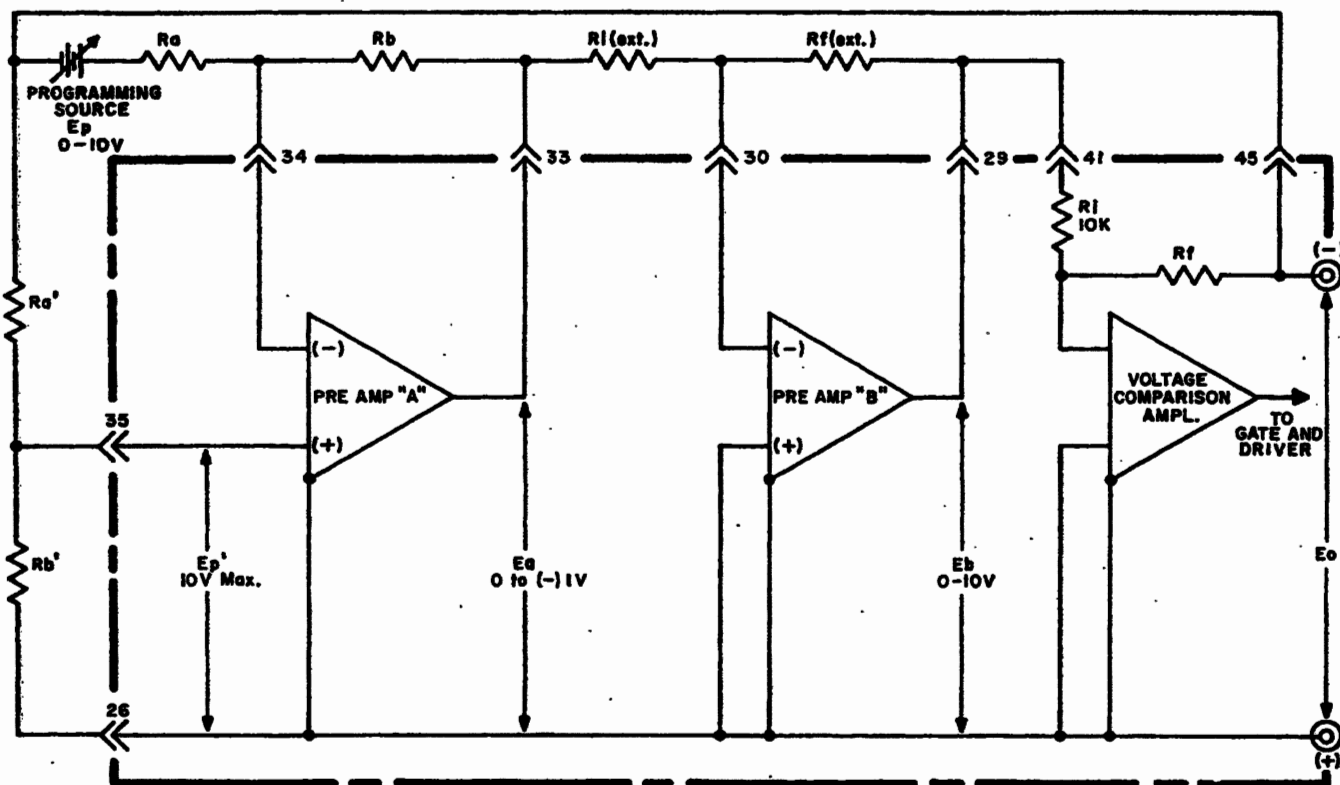 Ra
Rb
Ri (ext.)
Rf (ext.)
PROGRAMMING
SOURCE
Ep
0-10V
34
33
30
29
41
45
Ri
10K
(-)
Rf
Ra'
(-)
PRE AMP "A"
(+)
(-)
PRE AMP "B"
(+)
VOLTAGE
COMPARISON
AMPL.
TO
GATE AND
DRIVER
35
Rb'
Ep'
10V Max.
Ea
0 to (-) 1V
Eb
0-10V
Eo
26
(+)